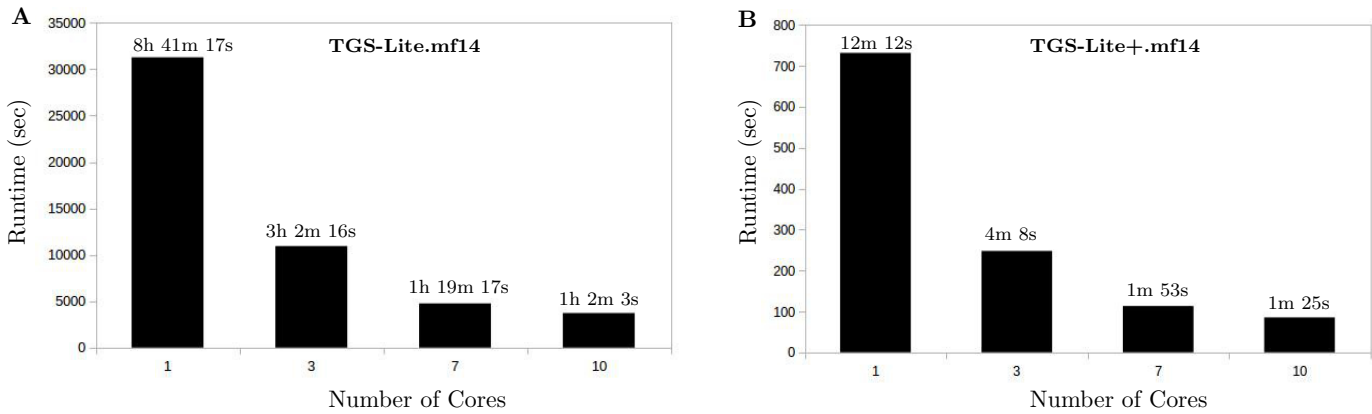 A
TGS-Lite.mf14
Runtime (sec)
35000
30000
25000
20000
15000
10000
5000
0
8h 41m 17s
3h 2m 16s
1h 19m 17s
1h 2m 3s
1 3 7 10
Number of Cores
B
TGS-Lite+.mf14
Runtime (sec)
800
700
600
500
400
300
200
100
0
12m 12s
4m 8s
1m 53s
1m 25s
1 3 7 10
Number of Cores